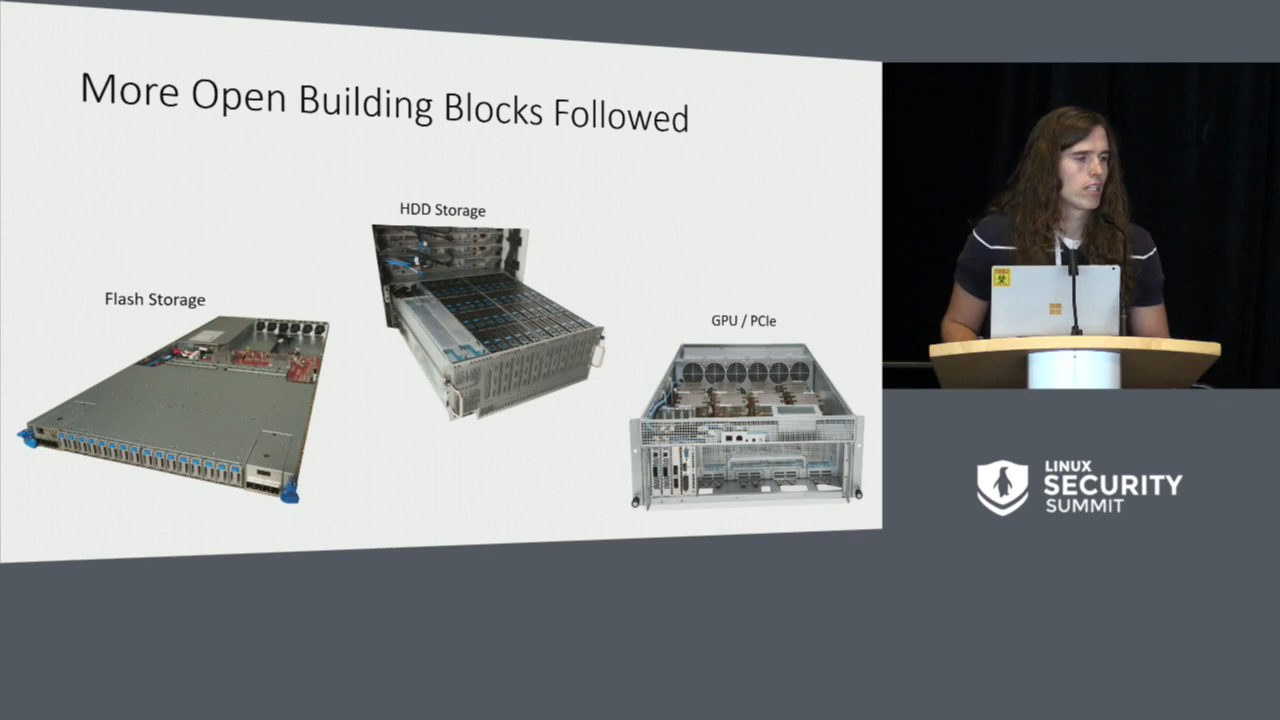 More Open Building Blocks Followed
HDD Storage
Flash Storage
GPU / PCIe
LINUX
SECURITY
SUMMIT